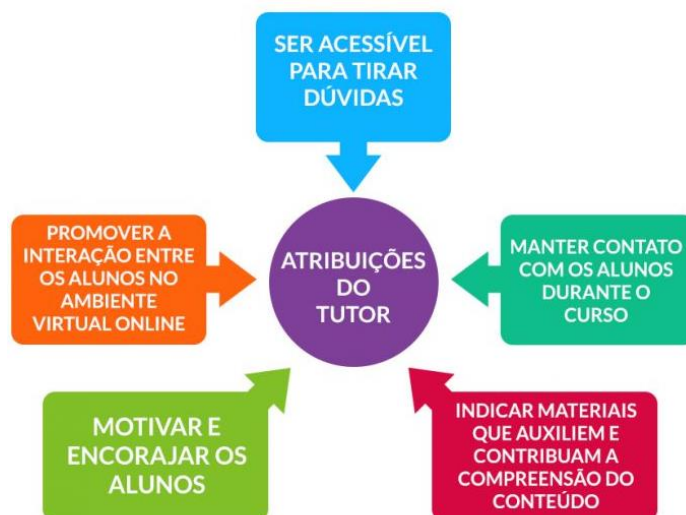 SER ACESSÍVEL
PARA TIRAR
DÚVIDAS
PROMOVER A
INTERAÇÃO ENTRE
OS ALUNOS NO
AMBIENTE
VIRTUAL ONLINE
ATRIBUIÇÕES
DO
TUTOR
MANTER CONTATO
COM OS ALUNOS
DURANTE O
CURSO
MOTIVAR E
ENCORAJAR OS
ALUNOS
INDICAR MATERIAIS
QUE AUXILIEM E
CONTRIBUAM A
COMPREENSÃO DO
CONTEÚDO